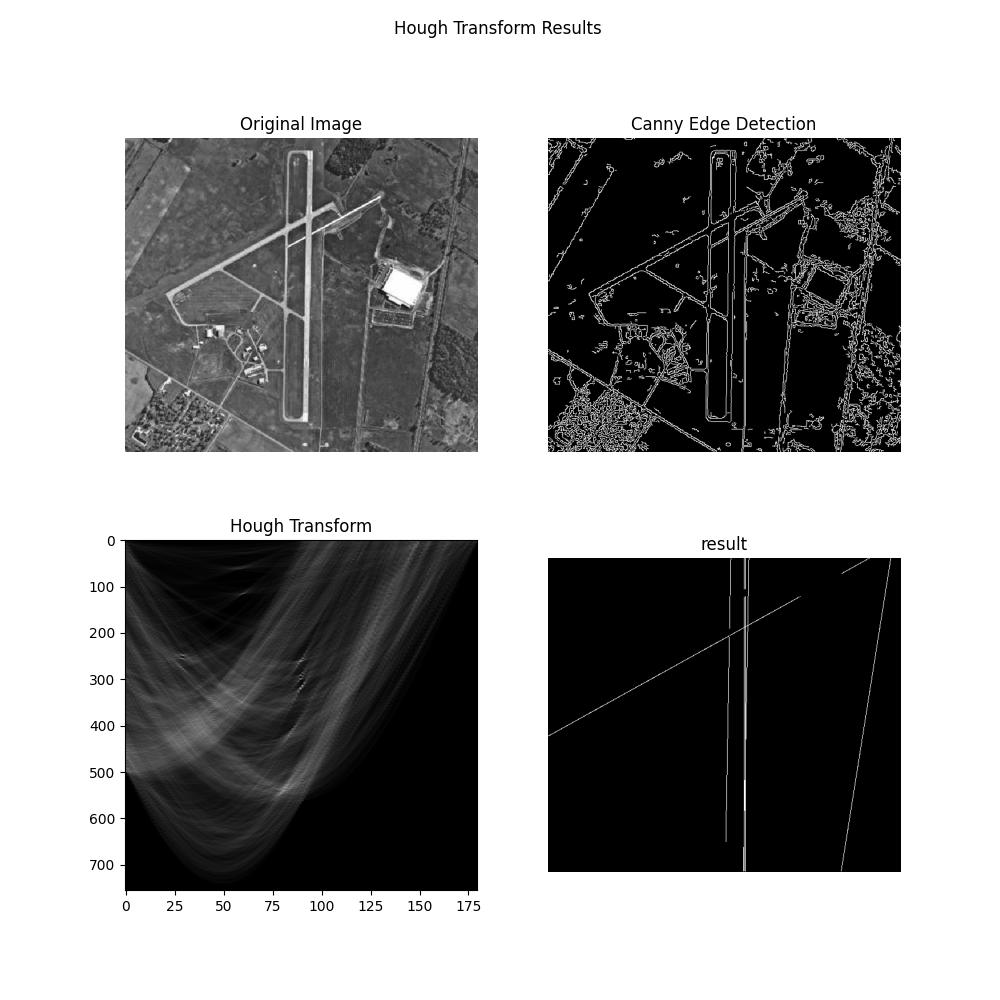 Hough Transform Results
Original Image
Canny Edge Detection
Hough Transform
0
100
200
300
400
500
600
700
0 25 50 75 100 125 150 175
result